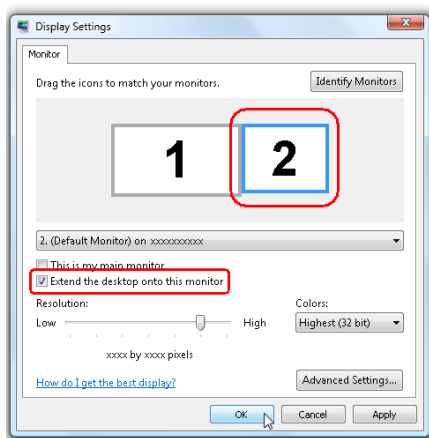 Display Settings
Monitor
Drag the icons to match your monitors.
Identify Monitors
1
2
2. (Default Monitor) on xxxxxxxxxx
This is my main monitor
Extend the desktop onto this monitor
Resolution:
Colors:
Low
High
Highest (32 bit)
xxxx by xxxx pixels
How do I get the best display?
Advanced Settings...
OK
Cancel
Apply